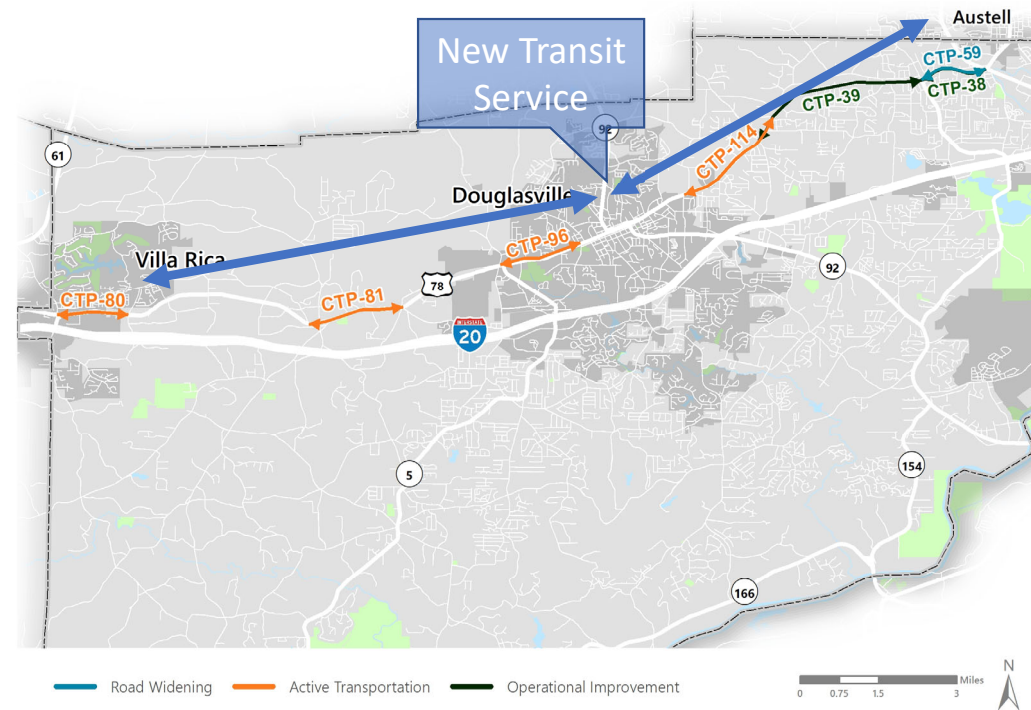 Austell
New Transit
Service
CTP-59
CTP-38
CTP-39
92
61
CTP-114
Douglasville
CTP-96
92
Villa Rica
78
CTP-80
CTP-81
20
5
154
166
Road Widening
Active Transportation
Operational Improvement
Miles
0 0.75 1.5 3
N